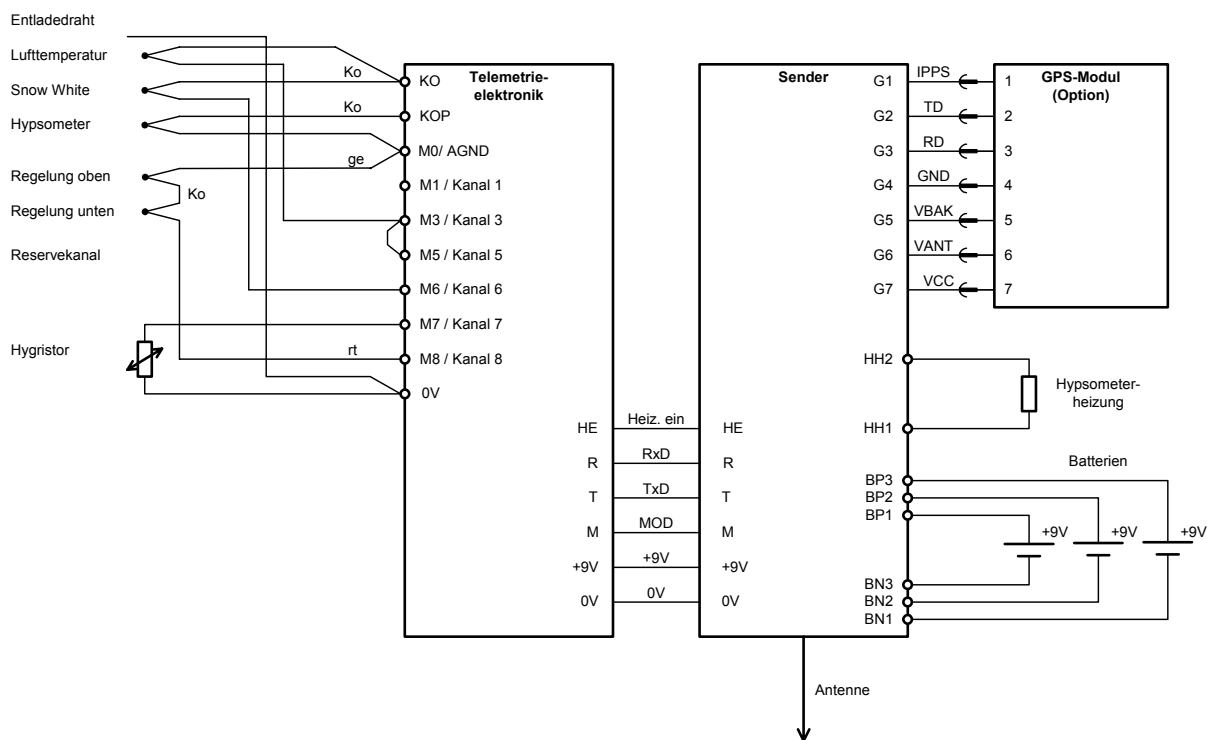 Entladedraht
Lufttemperatur
Snow White
Hypsometer
Regelung oben
Regelung unten
Reservekanal
Hygristor
Ko
Ko
ge
Ko
rt
Telemetrie-
elektronik
KO
KOP
M0/ AGND
M1 / Kanal 1
M3 / Kanal 3
M5 / Kanal 5
M6 / Kanal 6
M7 / Kanal 7
M8 / Kanal 8
0V
HE
R
T
M
+9V
0V
Heiz. ein
RxD
TxD
MOD
+9V
0V
Sender
HE
R
T
M
+9V
0V
G1
G2
G3
G4
G5
G6
G7
HH2
HH1
BP3
BP2
BP1
BN3
BN2
BN1
IPPS
TD
RD
GND
VBAK
VANT
VCC
GPS-Modul
(Option)
1
2
3
4
5
6
7
Hypsometer-
heizung
Batterien
+9V
+9V
+9V
Antenne